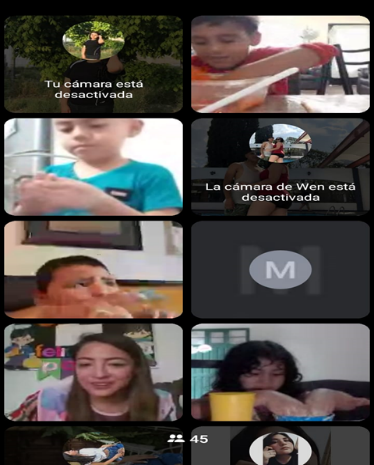 Tu cámara está
desactivada
La cámara de Wen está
desactivada
M
45